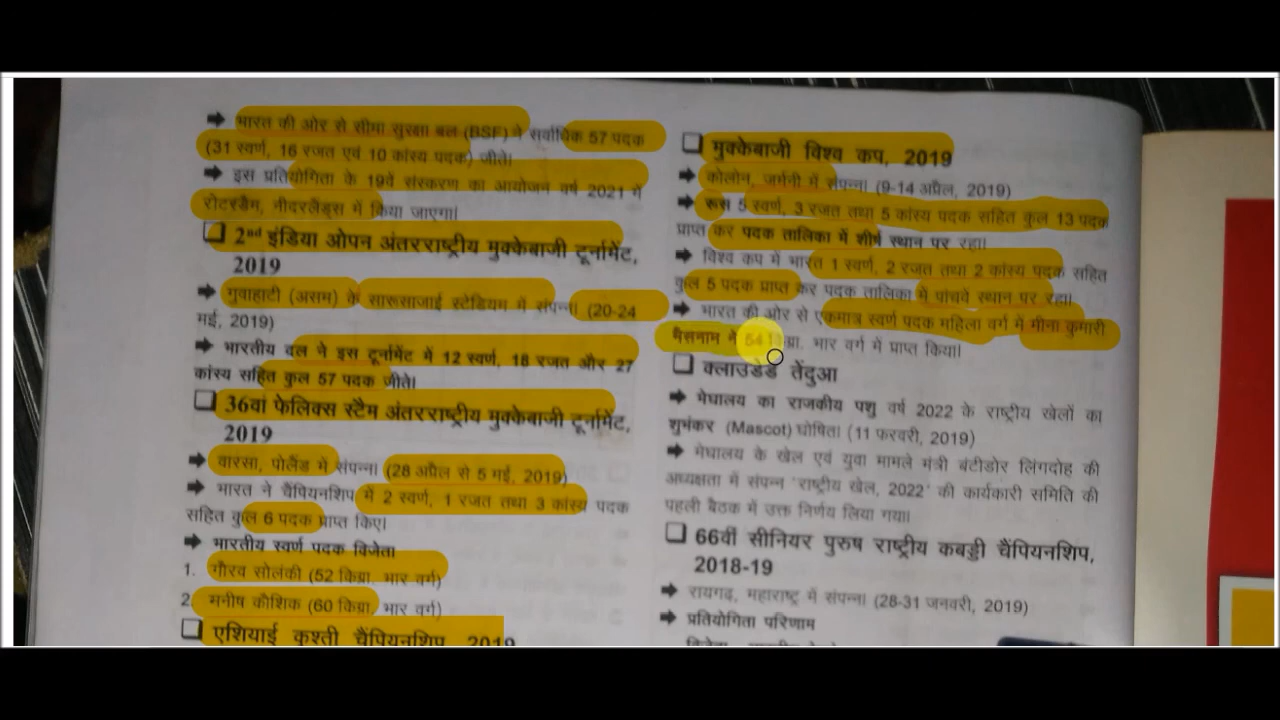 ➡ भारत की ओर से सीमा सुरक्षा बल (BSF) ने सर्वाधिक 57 पदक
(31 स्वर्ण, 16 रजत एवं 10 कांस्य पदक) जीते।
➡ इस प्रतियोगिता के 19वें संस्करण का आयोजन वर्ष 2021 में
रोटरडैम, नीदरलैंड्स में किया जाएगा।
❑ 2nd इंडिया ओपन अंतरराष्ट्रीय मुक्केबाजी टूर्नामेंट,
2019
➡ गुवाहाटी (असम) के सारूसाजाई स्टेडियम में संपन्न। (20-24
मई, 2019)
➡ भारतीय दल ने इस टूर्नामेंट में 12 स्वर्ण, 18 रजत और 27
कांस्य सहित कुल 57 पदक जीते।
❑ 36वां फेलिक्स स्टैम अंतरराष्ट्रीय मुक्केबाजी टूर्नामेंट,
2019
➡ वारसा, पोलैंड में संपन्न। (28 अप्रैल से 5 मई, 2019)
➡ भारत ने चैंपियनशिप में 2 स्वर्ण, 1 रजत तथा 3 कांस्य पदक
सहित कुल 6 पदक प्राप्त किए।
➡ भारतीय स्वर्ण पदक विजेता
1. गौरव सोलंकी (52 किग्रा. भार वर्ग)
2. मनीष कौशिक (60 किग्रा. भार वर्ग)
❑ एशियाई कुश्ती चैंपियनशिप, 2019
❑ मुक्केबाजी विश्व कप, 2019
➡ कोलोन, जर्मनी में संपन्न। (9-14 अप्रैल, 2019)
➡ रूस 5 स्वर्ण, 3 रजत तथा 5 कांस्य पदक सहित कुल 13 पदक
प्राप्त कर पदक तालिका में शीर्ष स्थान पर रहा।
➡ विश्व कप में भारत 1 स्वर्ण, 2 रजत तथा 2 कांस्य पदक सहित
कुल 5 पदक प्राप्त कर पदक तालिका में पांचवें स्थान पर रहा।
➡ भारत की ओर से एकमात्र स्वर्ण पदक महिला वर्ग में मीना कुमारी
मैसनाम ने 54 किग्रा. भार वर्ग में प्राप्त किया।
❑ क्लाउडेड तेंदुआ
➡ मेघालय का राजकीय पशु वर्ष 2022 के राष्ट्रीय खेलों का
शुभंकर (Mascot) घोषित। (11 फरवरी, 2019)
➡ मेघालय के खेल एवं युवा मामले मंत्री बंटीडोर लिंगदोह की
अध्यक्षता में संपन्न 'राष्ट्रीय खेल, 2022' की कार्यकारी समिति की
पहली बैठक में उक्त निर्णय लिया गया।
❑ 66वीं सीनियर पुरुष राष्ट्रीय कबड्डी चैंपियनशिप,
2018-19
➡ रायगढ़, महाराष्ट्र में संपन्न। (28-31 जनवरी, 2019)
➡ प्रतियोगिता परिणाम